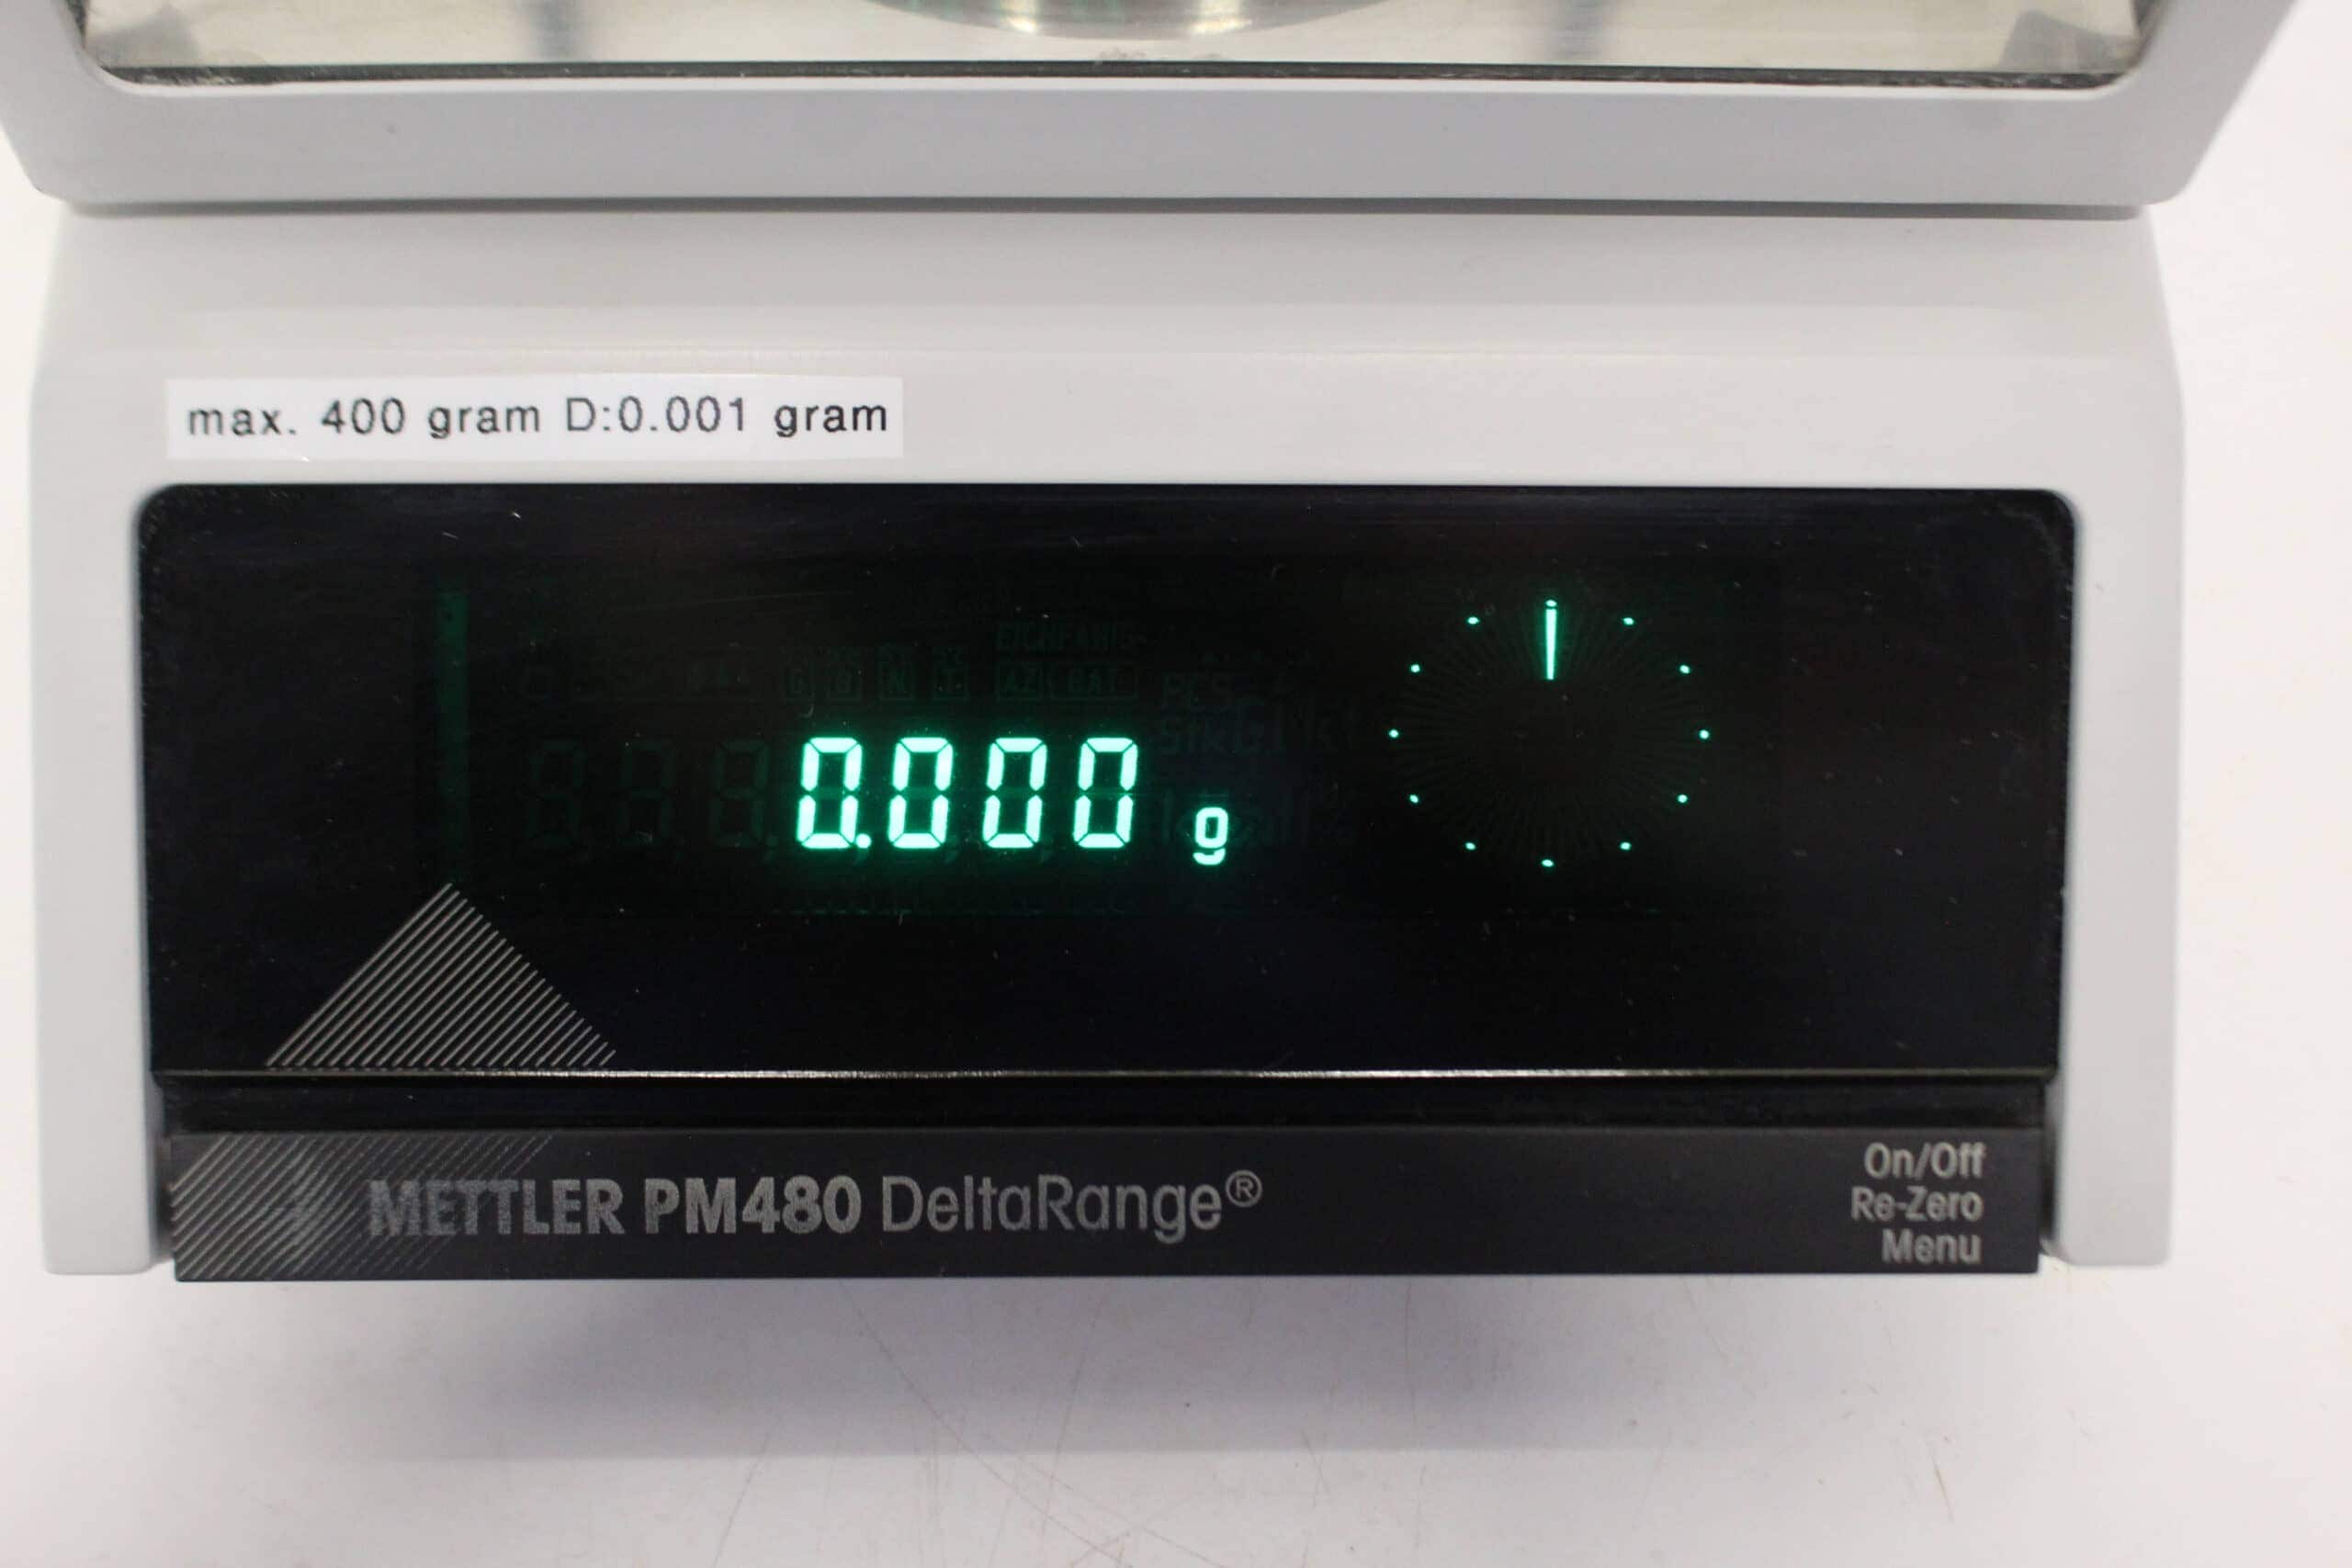 max. 400 gram D:0.001 gram
0.000 g
METTLER PM480 DeltaRange®
On/Off
Re-Zero
Menu